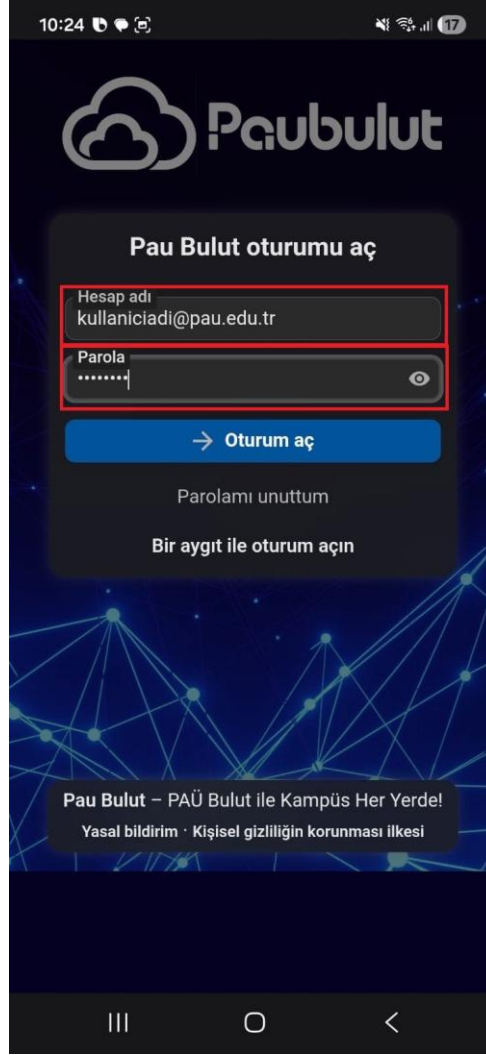 10:24
17
Paubulut
Pau Bulut oturumu aç
Hesap adı
kullaniciadi@pau.edu.tr
Parola
••••••••
Oturum aç
Parolamı unuttum
Bir aygıt ile oturum açın
Pau Bulut – PAÜ Bulut ile Kampüs Her Yerde!
Yasal bildirim · Kişisel gizliliğin korunması ilkesi